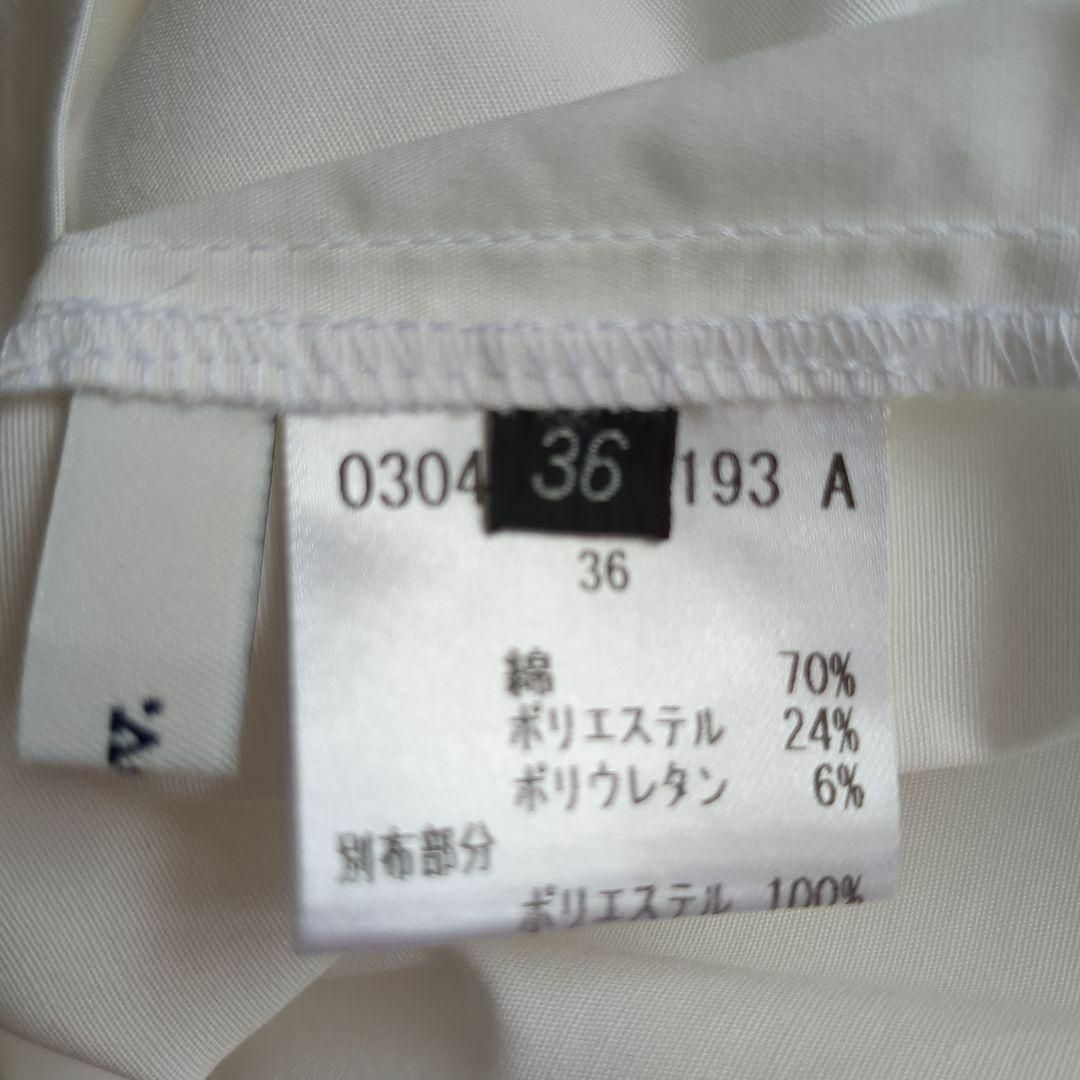 0304 36 193 A
36
綿 70%
ポリエステル 24%
ポリウレタン 6%
別布部分
ポリエステル 100%